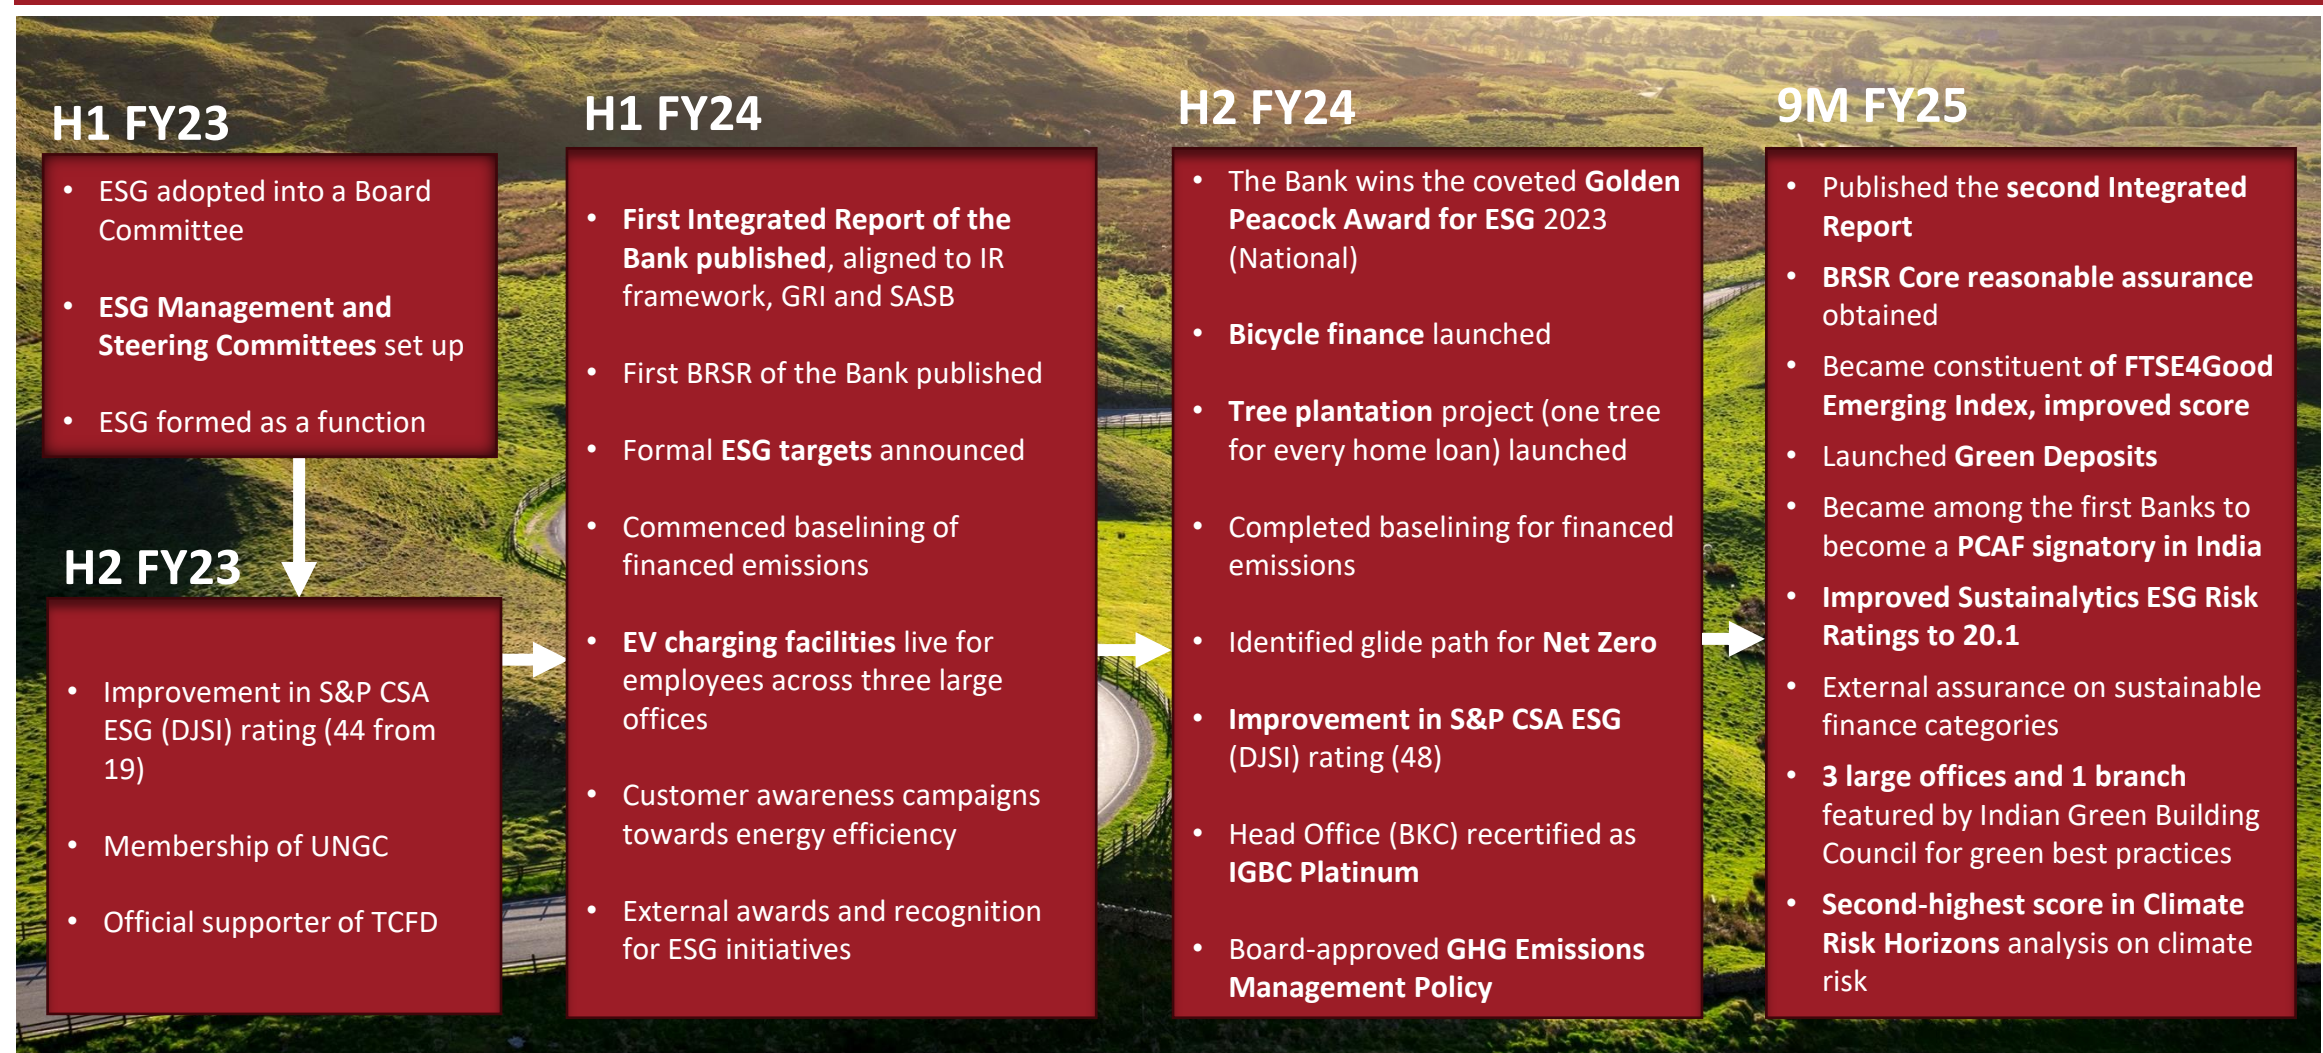 H1 FY23
• ESG adopted into a Board
Committee
• ESG Management and
Steering Committees set up
• ESG formed as a function
H2 FY23
• Improvement in S&P CSA
ESG (DJSI) rating (44 from
19)
• Membership of UNGC
• Official supporter of TCFD
H1 FY24
• First Integrated Report of the
Bank published, aligned to IR
framework, GRI and SASB
• First BRSR of the Bank published
• Formal ESG targets announced
• Commenced baselining of
financed emissions
• EV charging facilities live for
employees across three large
offices
• Customer awareness campaigns
towards energy efficiency
• External awards and recognition
for ESG initiatives
H2 FY24
• The Bank wins the coveted Golden
Peacock Award for ESG 2023
(National)
• Bicycle finance launched
• Tree plantation project (one tree
for every home loan) launched
• Completed baselining for financed
emissions
• Identified glide path for Net Zero
• Improvement in S&P CSA ESG
(DJSI) rating (48)
• Head Office (BKC) recertified as
IGBC Platinum
• Board-approved GHG Emissions
Management Policy
9M FY25
• Published the second Integrated
Report
• BRSR Core reasonable assurance
obtained
• Became constituent of FTSE4Good
Emerging Index, improved score
• Launched Green Deposits
• Became among the first Banks to
become a PCAF signatory in India
• Improved Sustainalytics ESG Risk
Ratings to 20.1
• External assurance on sustainable
finance categories
• 3 large offices and 1 branch
featured by Indian Green Building
Council for green best practices
• Second-highest score in Climate
Risk Horizons analysis on climate
risk